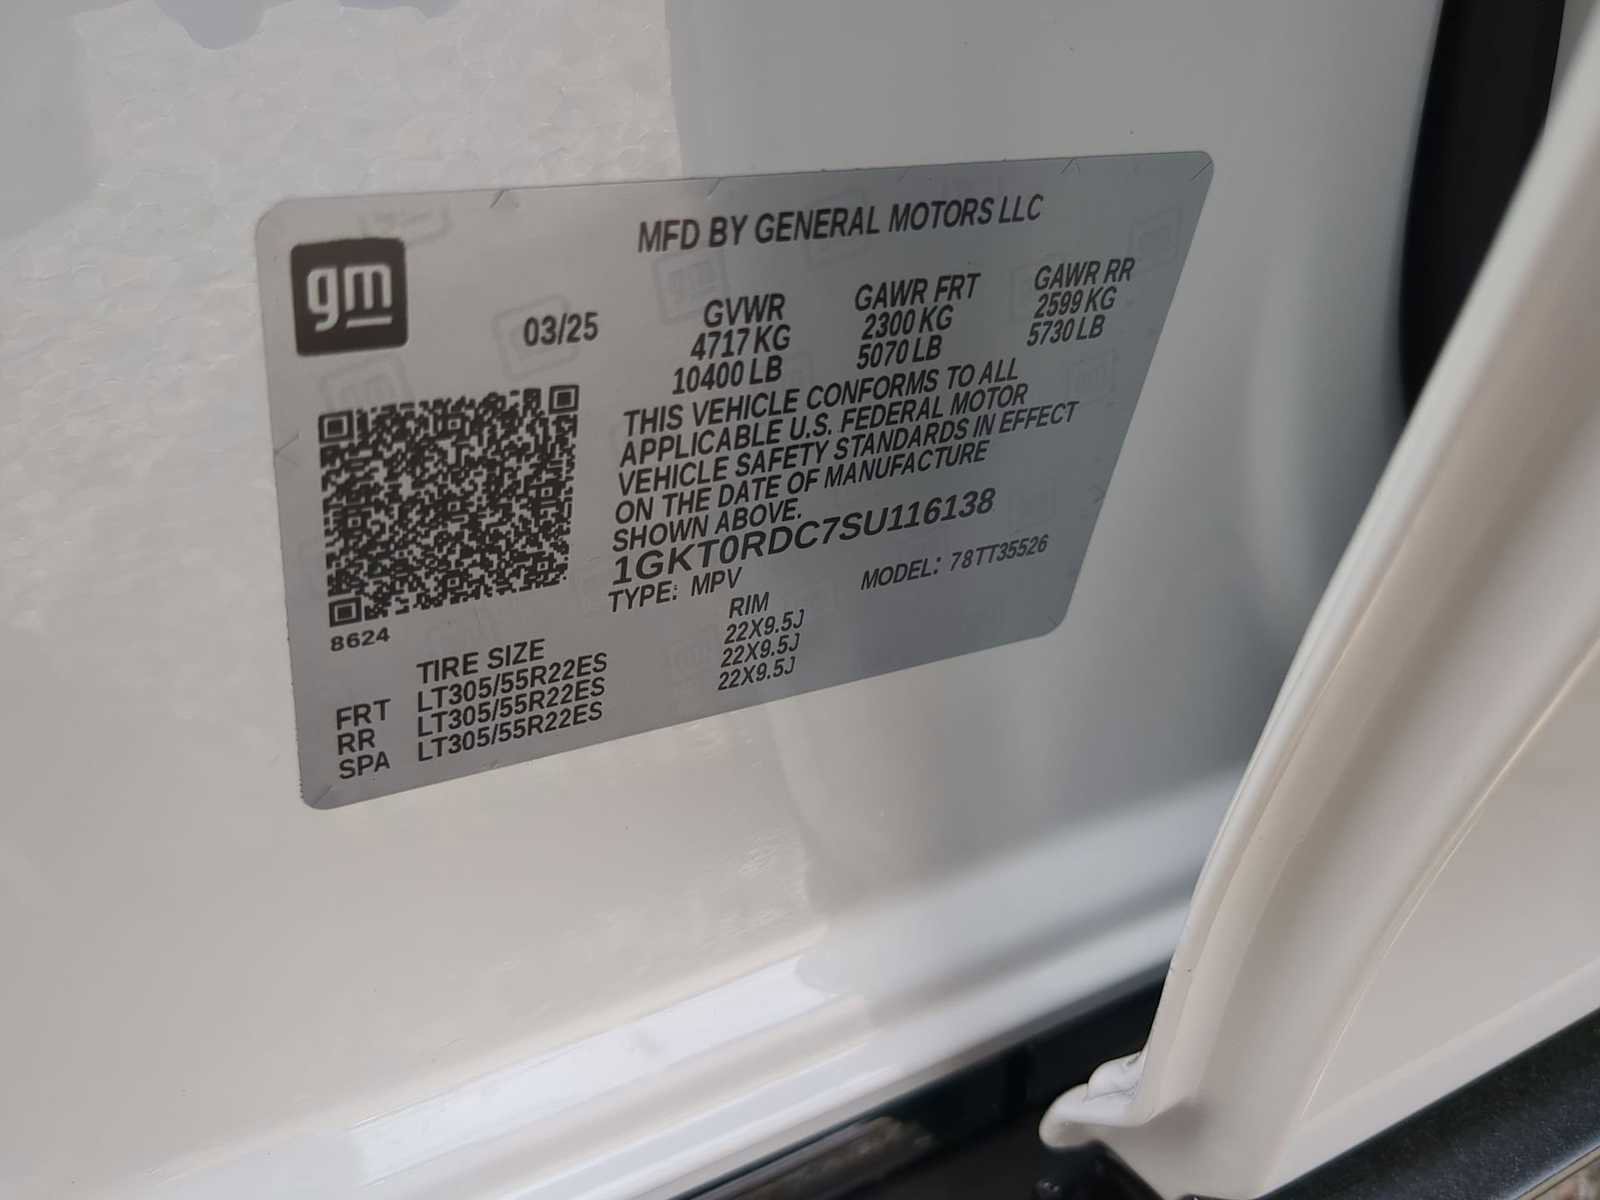 gm
MFD BY GENERAL MOTORS LLC
03/25
GVWR GAWR FRT GAWR RR
4717 KG 2300 KG 2599 KG
10400 LB 5070 LB 5730 LB
THIS VEHICLE CONFORMS TO ALL
APPLICABLE U.S. FEDERAL MOTOR
VEHICLE SAFETY STANDARDS IN EFFECT
ON THE DATE OF MANUFACTURE
SHOWN ABOVE.
1GKT0RDC7SU116138
TYPE: MPV MODEL: 78TT35526
8624
TIRE SIZE RIM
FRT LT305/55R22ES 22X9.5J
RR LT305/55R22ES 22X9.5J
SPA LT305/55R22ES 22X9.5J